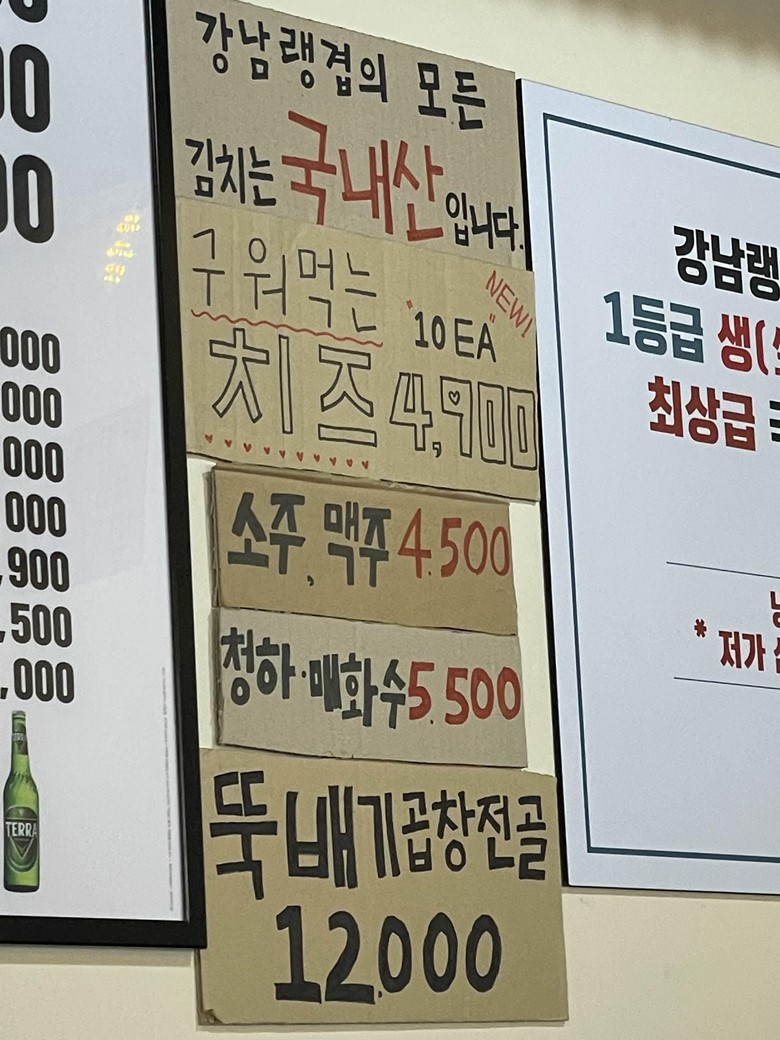 000
000
000
000
,900
,500
,000
TERRA
강남랭겹의 모든
김치는 국내산입니다.
구워먹는
NEW!
"10 EA"
치즈 4,900
소주, 맥주 4.500
청하·매화수 5.500
뚝배기곱창전골
12.000
강남랭
1등급 생(
최상급
* 저가